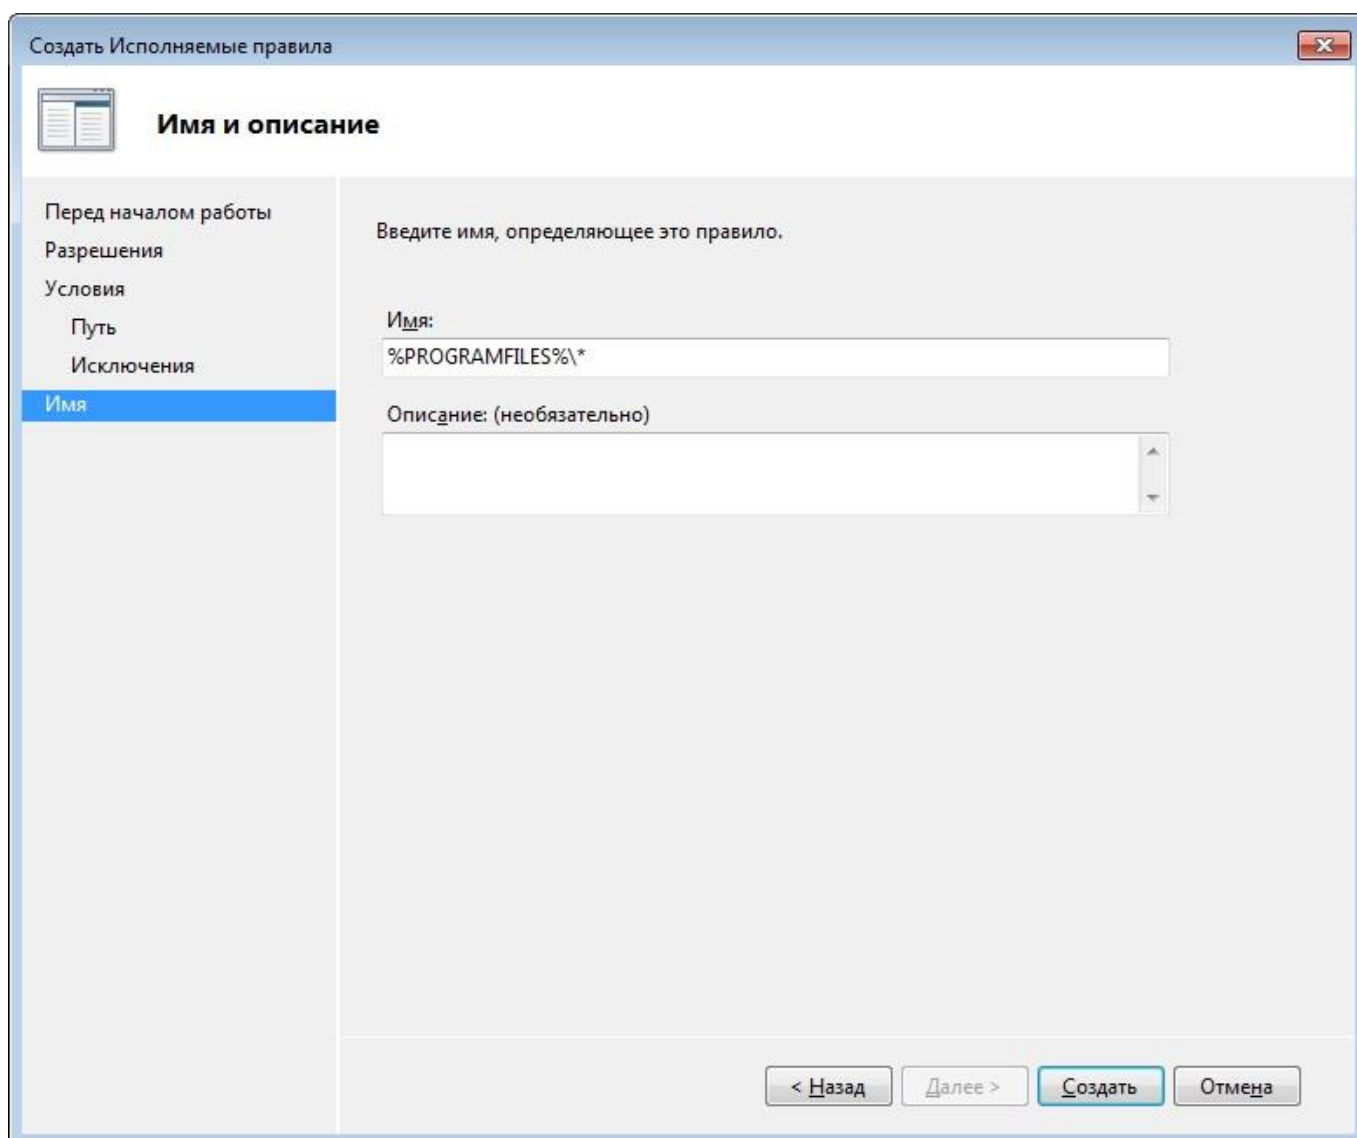 Создать Исполняемые правила
Имя и описание
Перед началом работы
Разрешения
Условия
Путь
Исключения
Имя
Введите имя, определяющее это правило.
Имя:
%PROGRAMFILES%\*
Описание: (необязательно)
< Назад
Далее >
Создать
Отмена